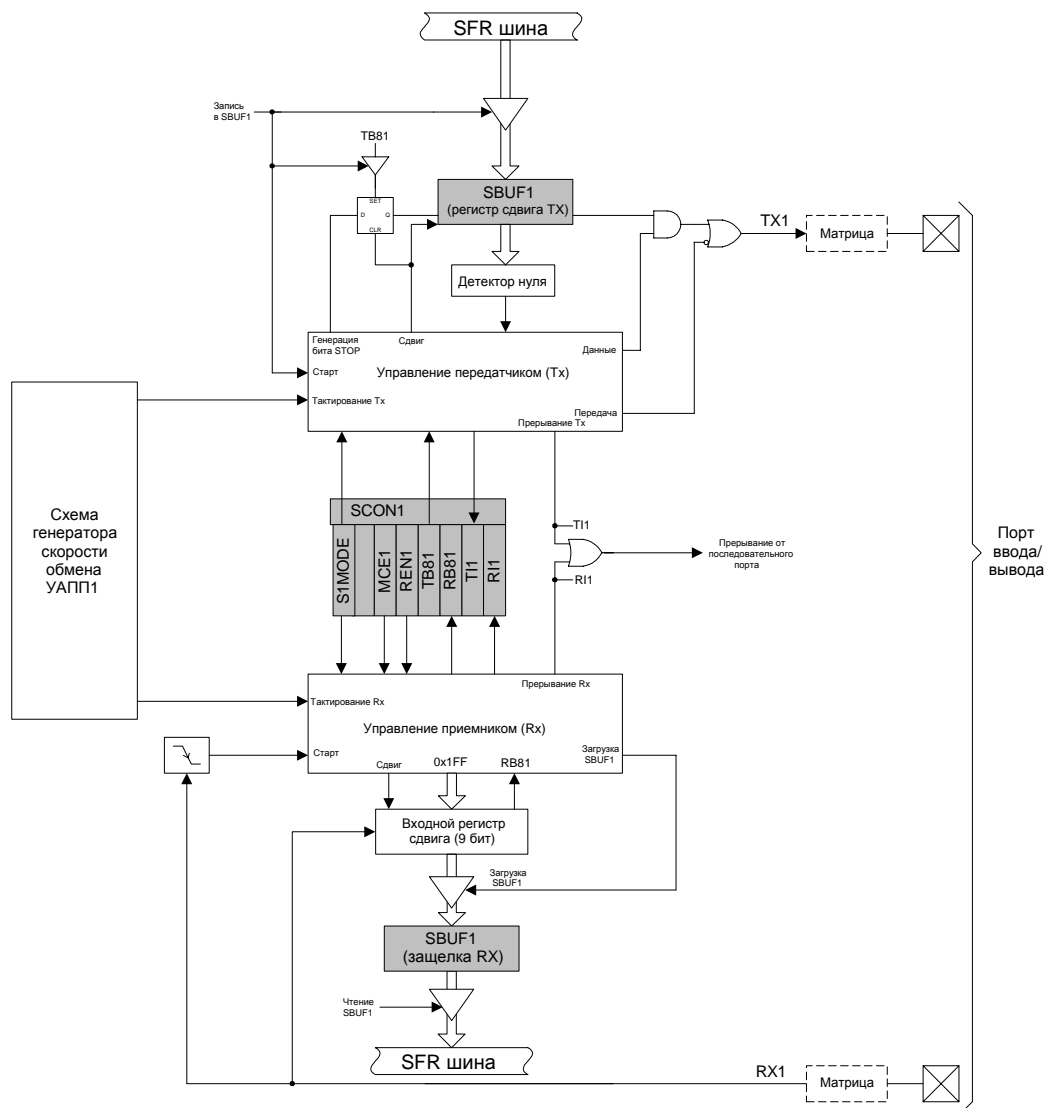 SFR шина
Запись
в SBUF1
TB81
SET
D
Q
CLR
SBUF1
(регистр сдвига TX)
TX1
Матрица
Детектор нуля
Генерация
бита STOP
Сдвиг
Данные
Старт
Управление передатчиком (Tx)
Тактирование Tx
Передача
Прерывание Tx
Схема
генератора
скорости
обмена
УАПП1
SCON1
S1MODE
MCE1
REN1
TB81
RB81
TI1
RI1
TI1
RI1
Прерывание от
последовательного
порта
Порт
ввода/
вывода
Прерывание Rx
Тактирование Rx
Управление приемником (Rx)
Старт
Загрузка
SBUF1
Сдвиг
0x1FF
RB81
Входной регистр
сдвига (9 бит)
Загрузка
SBUF1
SBUF1
(защелка RX)
Чтение
SBUF1
SFR шина
RX1
Матрица